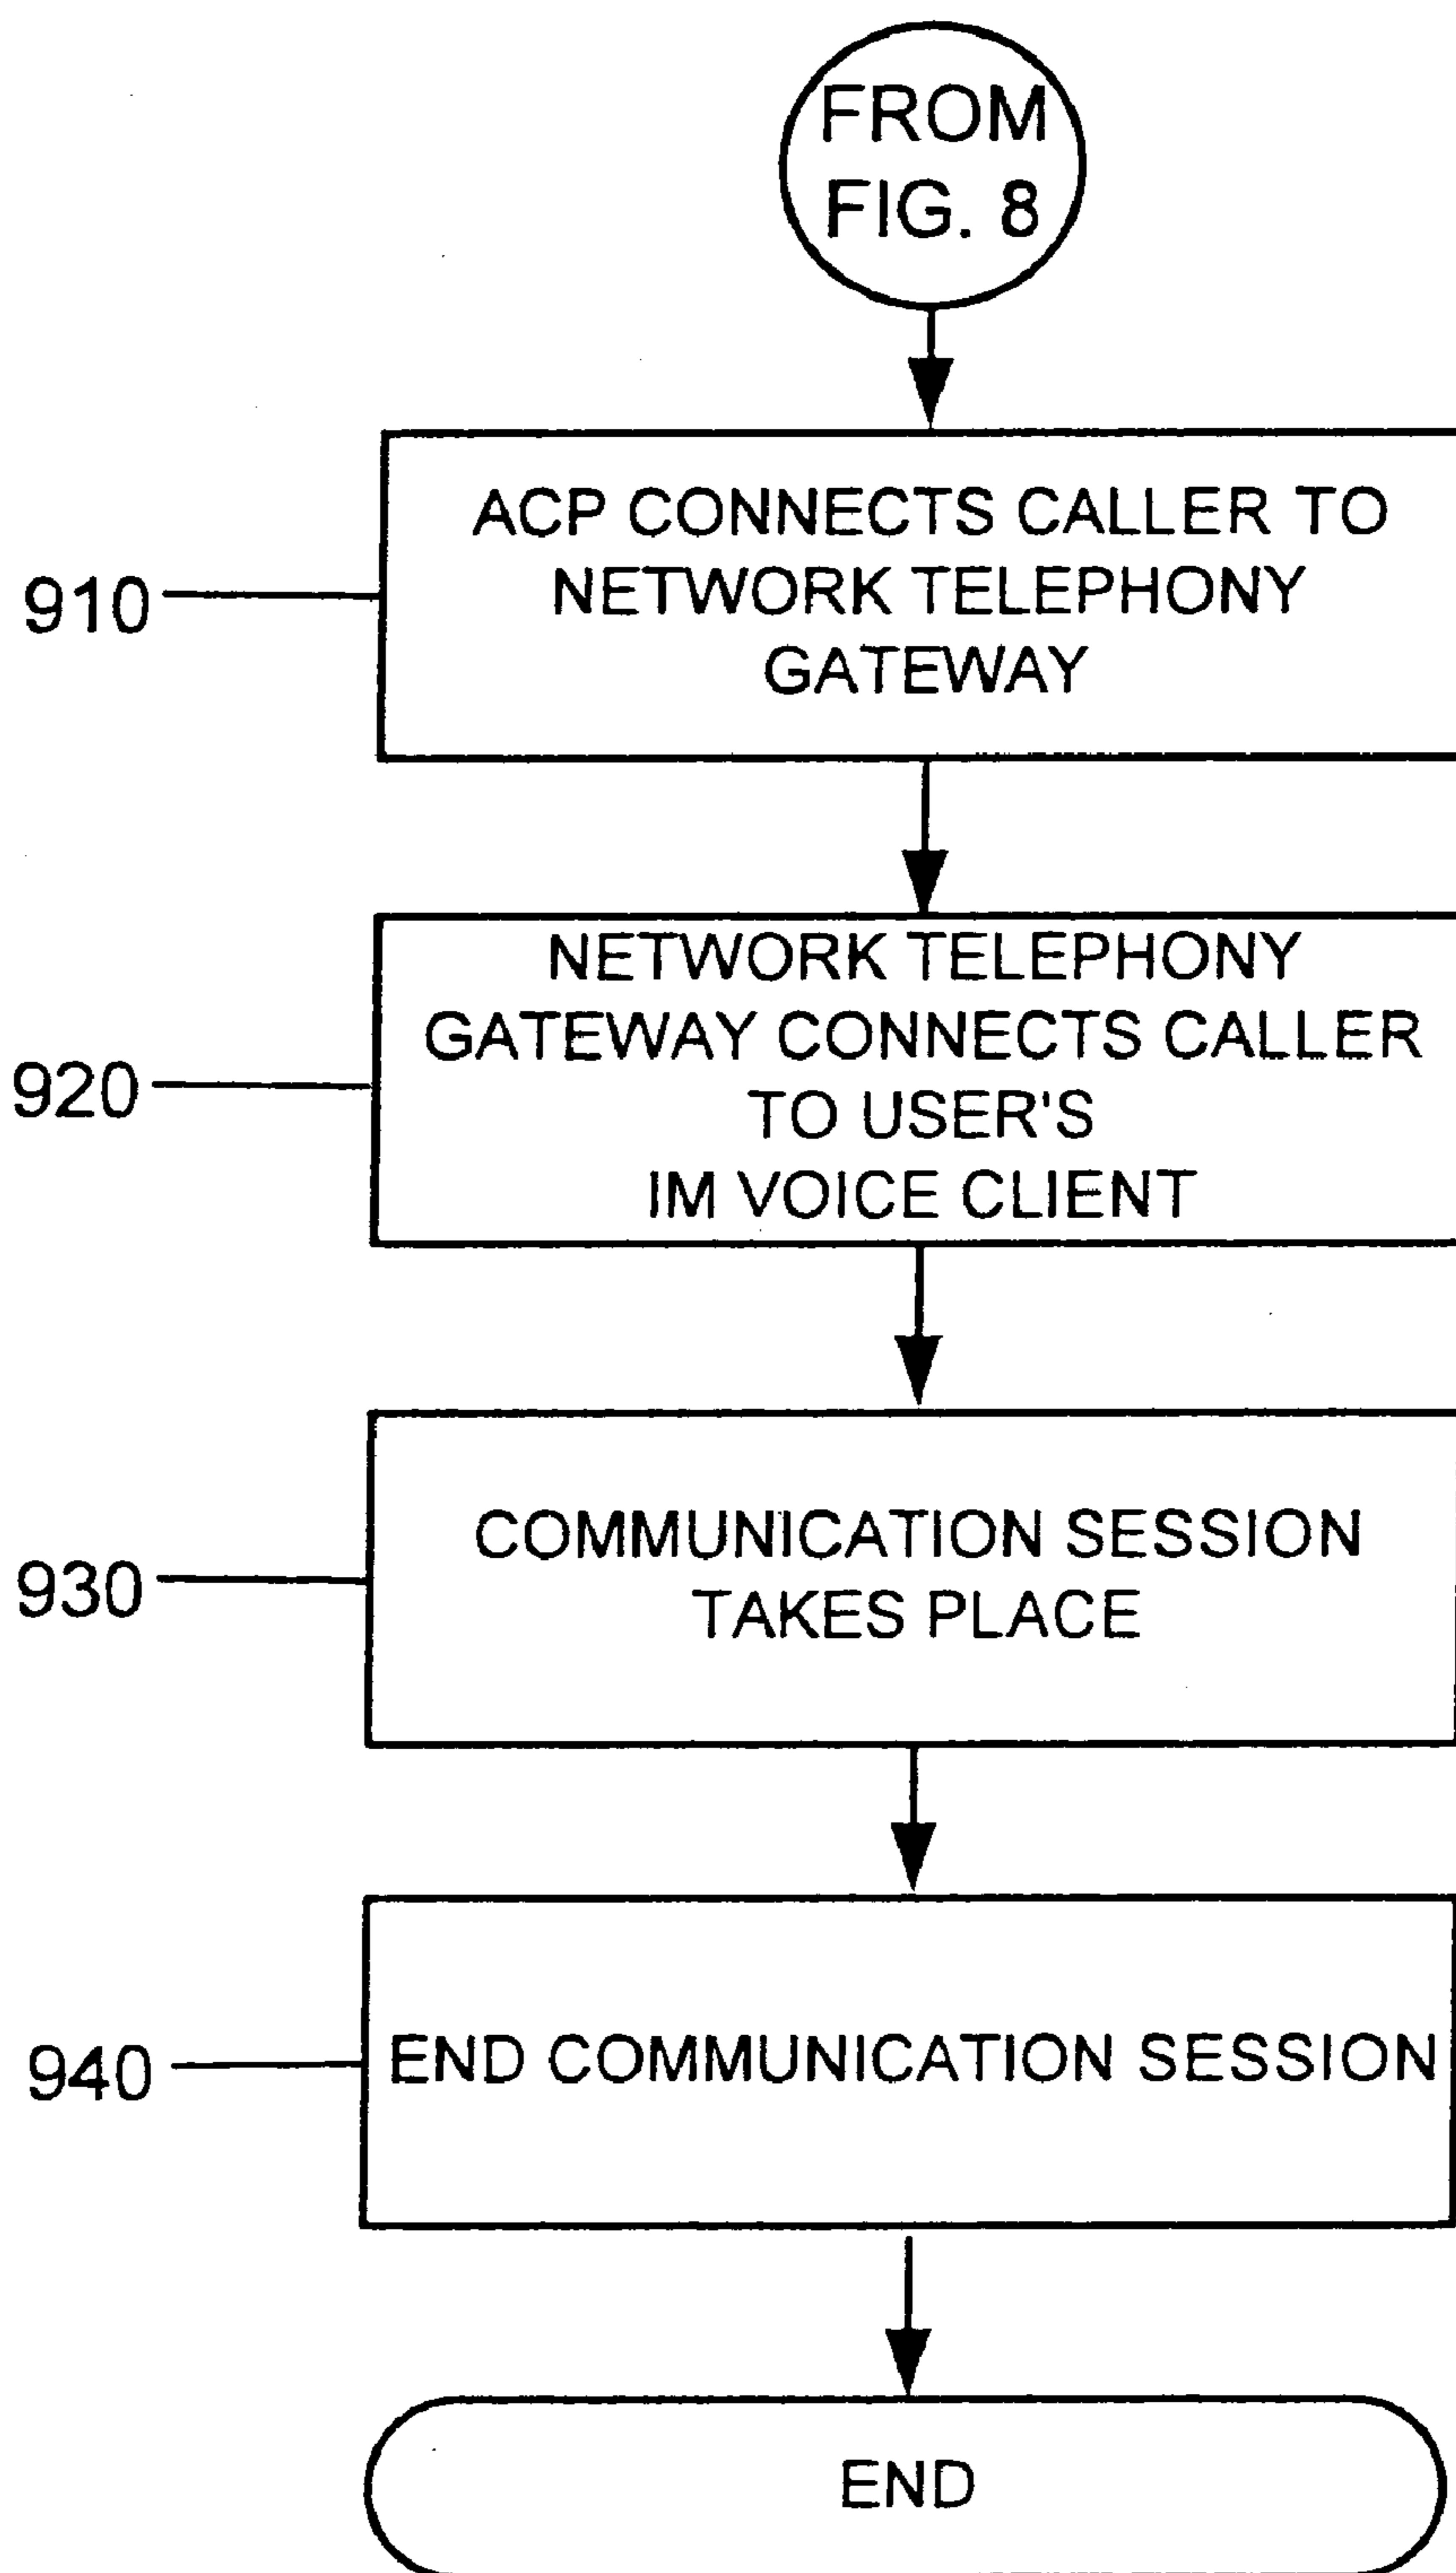 FROM
FIG. 8
910
ACP CONNECTS CALLER TO
NETWORK TELEPHONY
GATEWAY
920
NETWORK TELEPHONY
GATEWAY CONNECTS CALLER
TO USER'S
IM VOICE CLIENT
930
COMMUNICATION SESSION
TAKES PLACE
940
END COMMUNICATION SESSION
END